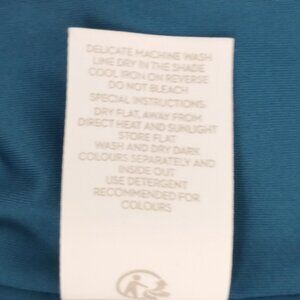 DELICATE MACHINE WASH
LINE DRY IN THE SHADE
COOL IRON ON REVERSE
DO NOT BLEACH
SPECIAL INSTRUCTIONS:
DRY FLAT, AWAY FROM
DIRECT HEAT AND SUNLIGHT
STORE FLAT
WASH AND DRY DARK
COLOURS SEPARATELY AND
INSIDE OUT
USE DETERGENT
RECOMMENDED FOR
COLOURS